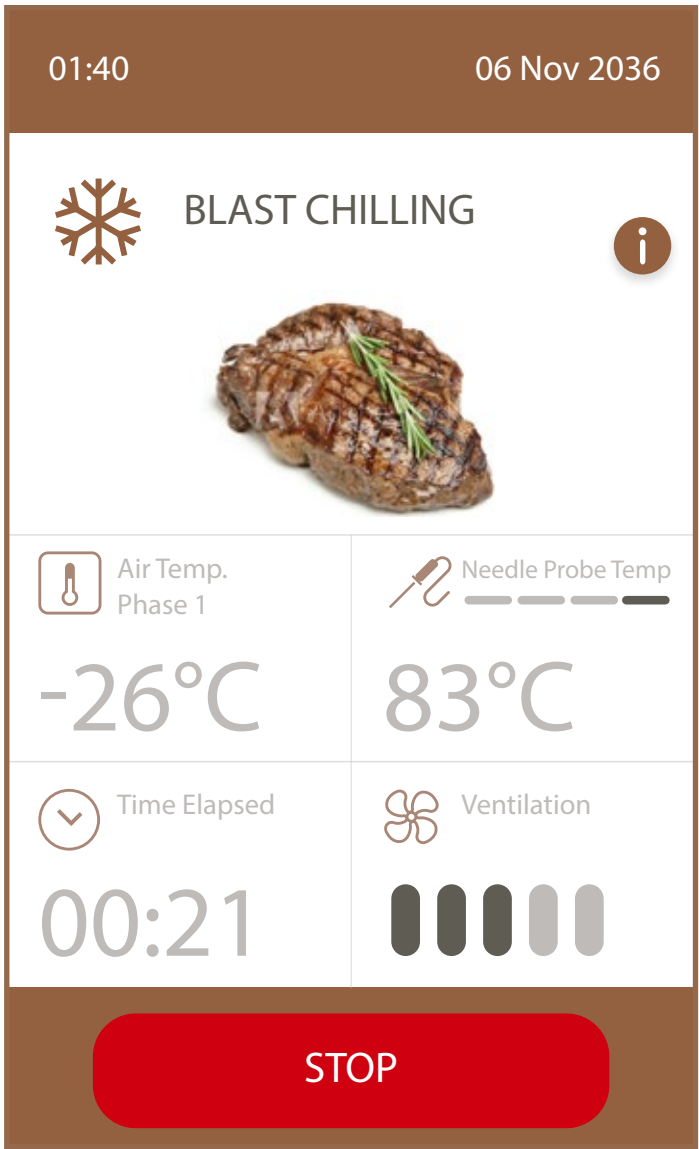 01:40
06 Nov 2036
BLAST CHILLING
i
Air Temp.
Phase 1
-26°C
Needle Probe Temp
83°C
Time Elapsed
00:21
Ventilation
STOP